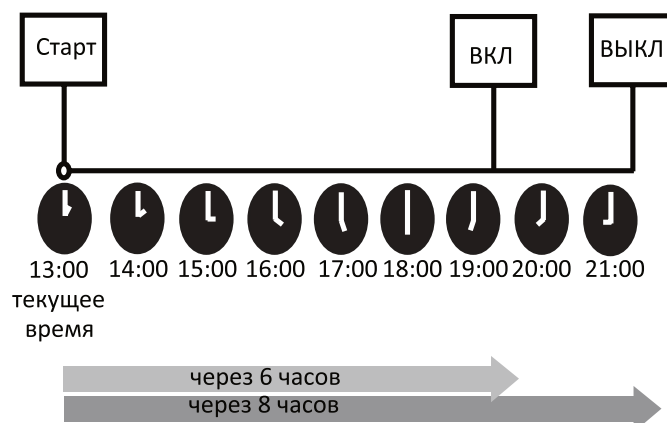 Старт
ВКЛ
ВЫКЛ
13:00 14:00 15:00 16:00 17:00 18:00 19:00 20:00 21:00
текущее
время
через 6 часов
через 8 часов